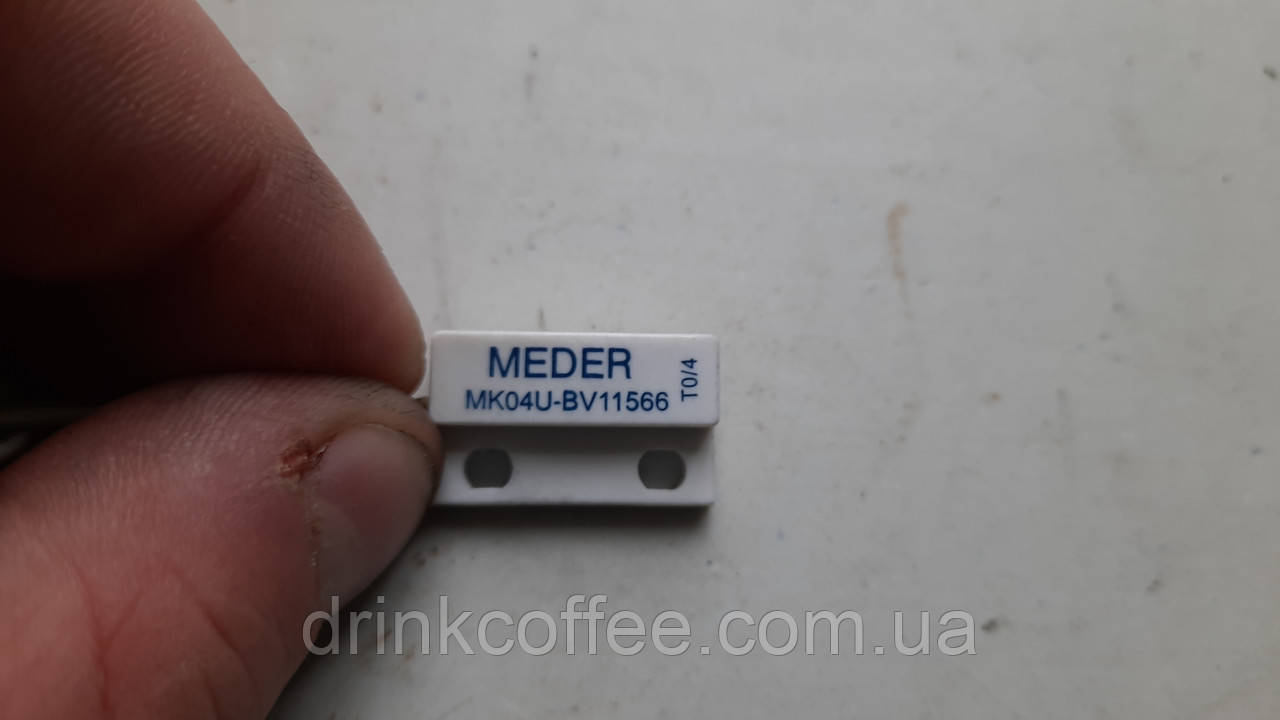 MEDER
MK04U-BV11566
T0/4
drinkcoffee.com.ua